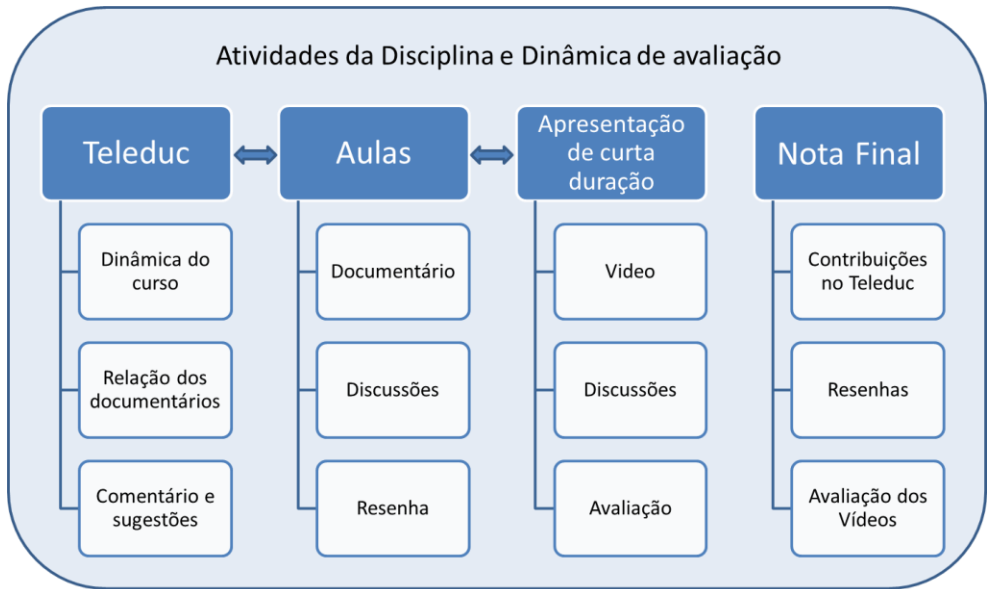 Atividades da Disciplina e Dinâmica de avaliação
Teleduc
Dinâmica do
curso
Relação dos
documentários
Comentário e
sugestões
Aulas
Documentário
Discussões
Resenha
Apresentação
de curta
duração
Video
Discussões
Avaliação
Nota Final
Contribuições
no Teleduc
Resenhas
Avaliação dos
Vídeos